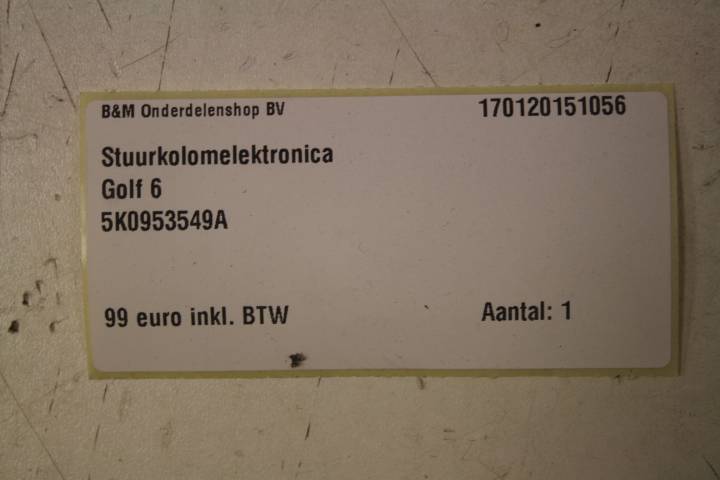 B&M Onderdelenshop BV 170120151056
Stuurkolomelektronica
Golf 6
5K0953549A
99 euro inkl. BTW Aantal: 1